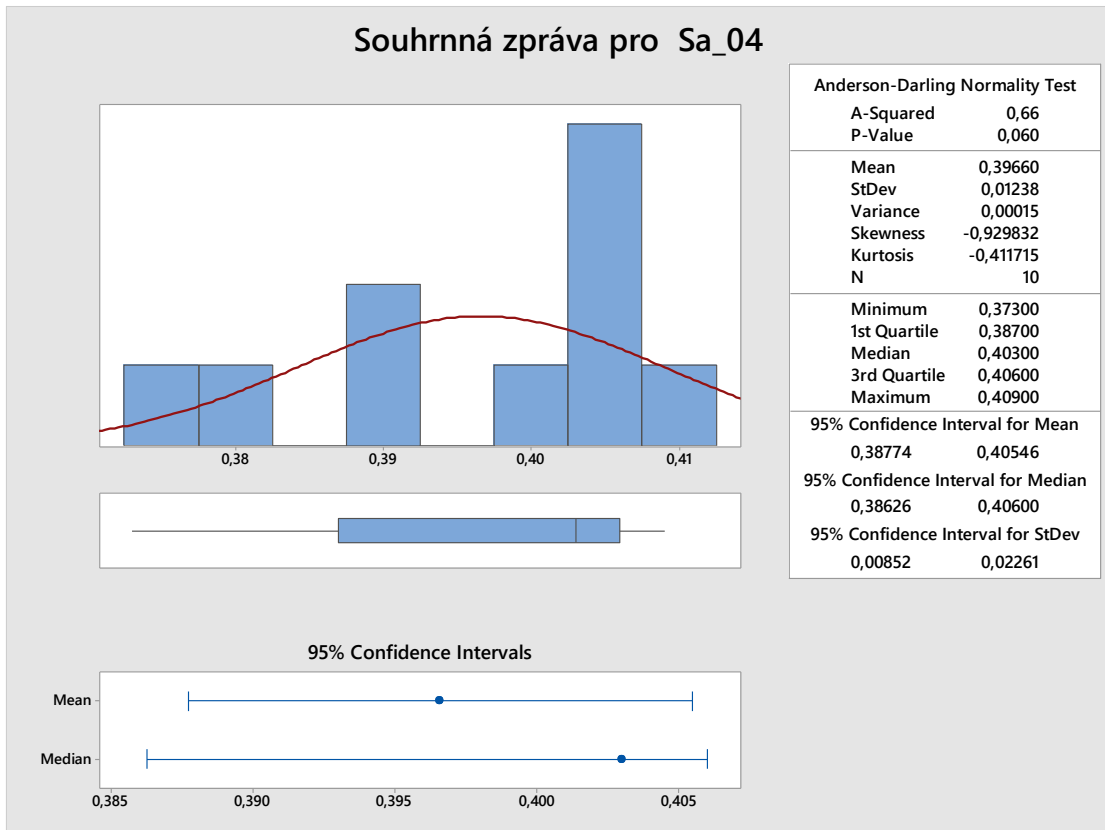 Souhrnná zpráva pro Sa_04
0,38 0,39 0,40 0,41
95% Confidence Intervals
Mean
Median
0,385 0,390 0,395 0,400 0,405
Anderson-Darling Normality Test
A-Squared 0,66
P-Value 0,060
Mean 0,39660
StDev 0,01238
Variance 0,00015
Skewness -0,929832
Kurtosis -0,411715
N 10
Minimum 0,37300
1st Quartile 0,38700
Median 0,40300
3rd Quartile 0,40600
Maximum 0,40900
95% Confidence Interval for Mean
0,38774 0,40546
95% Confidence Interval for Median
0,38626 0,40600
95% Confidence Interval for StDev
0,00852 0,02261